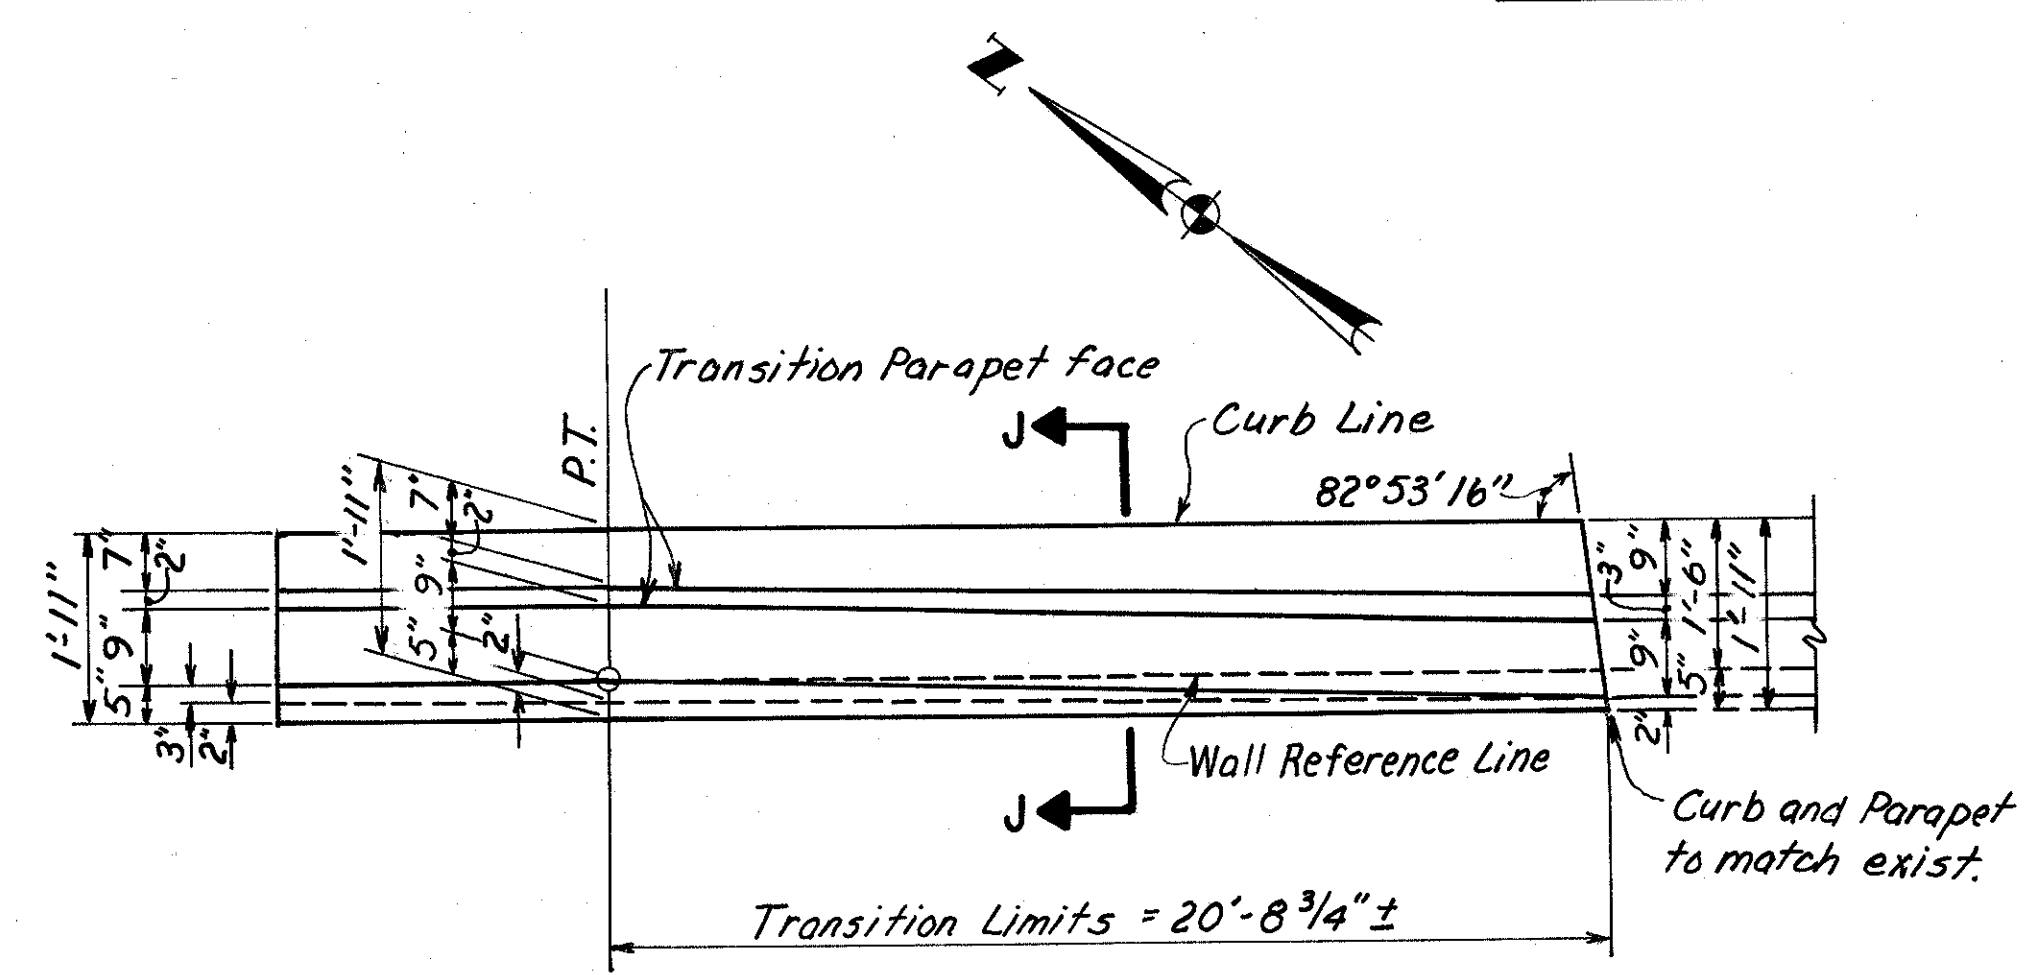 N
Transition Parapet face
P.T.
J
Curb Line
82°53'16"
1'-11"
7"
2"
9"
5"
2"
1'-11"
7"
2"
9"
5"
3"
2"
3"
9"
1'-6"
1'-11"
9"
5"
2"
Wall Reference Line
J
Curb and Parapet
to match exist.
Transition Limits = 20'-8 3/4" ±